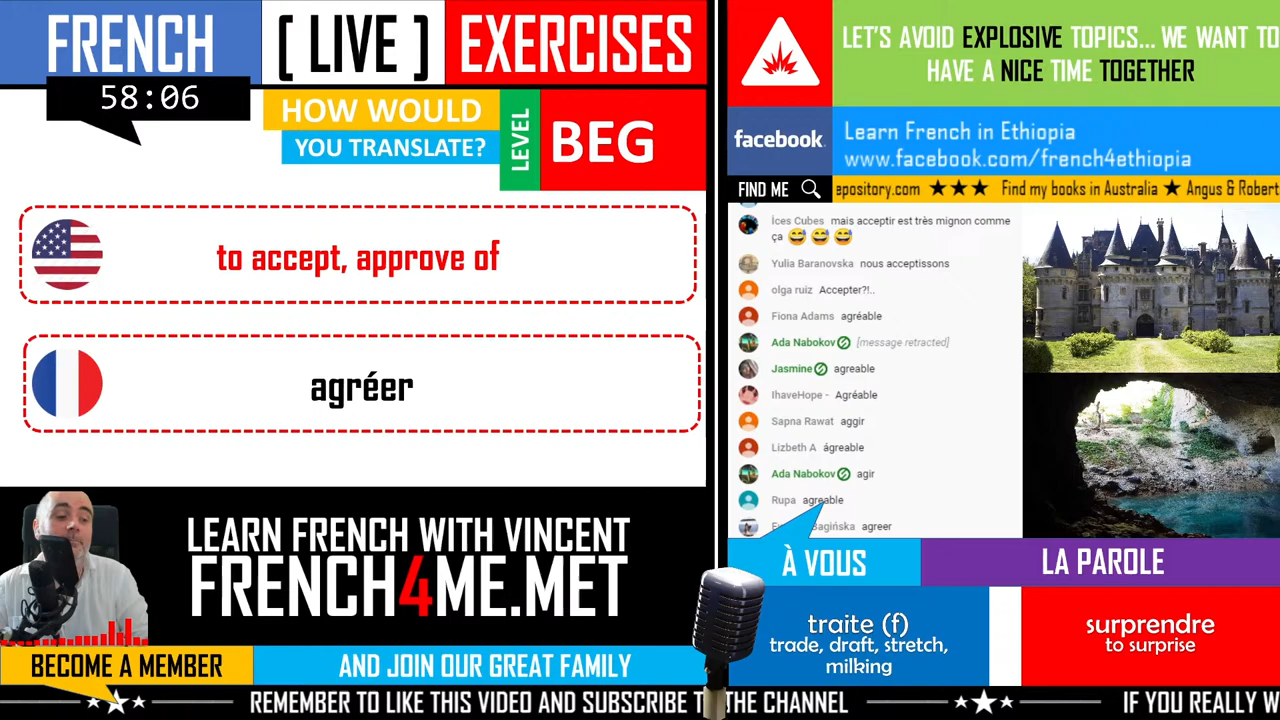 FRENCH
[ LIVE ]
EXERCISES
58:06
HOW WOULD
YOU TRANSLATE?
LEVEL
BEG
to accept, approve of
agréer
LEARN FRENCH WITH VINCENT
FRENCH4ME.MET
BECOME A MEMBER
AND JOIN OUR GREAT FAMILY
LET'S AVOID EXPLOSIVE TOPICS... WE WANT TO
HAVE A NICE TIME TOGETHER
facebook
Learn French in Ethiopia
www.facebook.com/french4ethiopia
FIND ME
epository.com ★★★ Find my books in Australia ★ Angus & Robert
İces Cubes mais acceptir est très mignon comme
ça 😅 😅 😅
Yulia Baranovska nous acceptissons
olga ruiz Accepter?!..
Fiona Adams agréable
Ada Nabokov [message retracted]
Jasmine agreable
IhaveHope - Agréable
Sapna Rawat aggir
Lizbeth A ágreable
Ada Nabokov agir
Rupa agreable
Bagińska agreer
À VOUS
LA PAROLE
traite (f)
trade, draft, stretch,
milking
surprendre
to surprise
★★★ REMEMBER TO LIKE THIS VIDEO AND SUBSCRIBE TO THE CHANNEL ★★★ IF YOU REALLY W